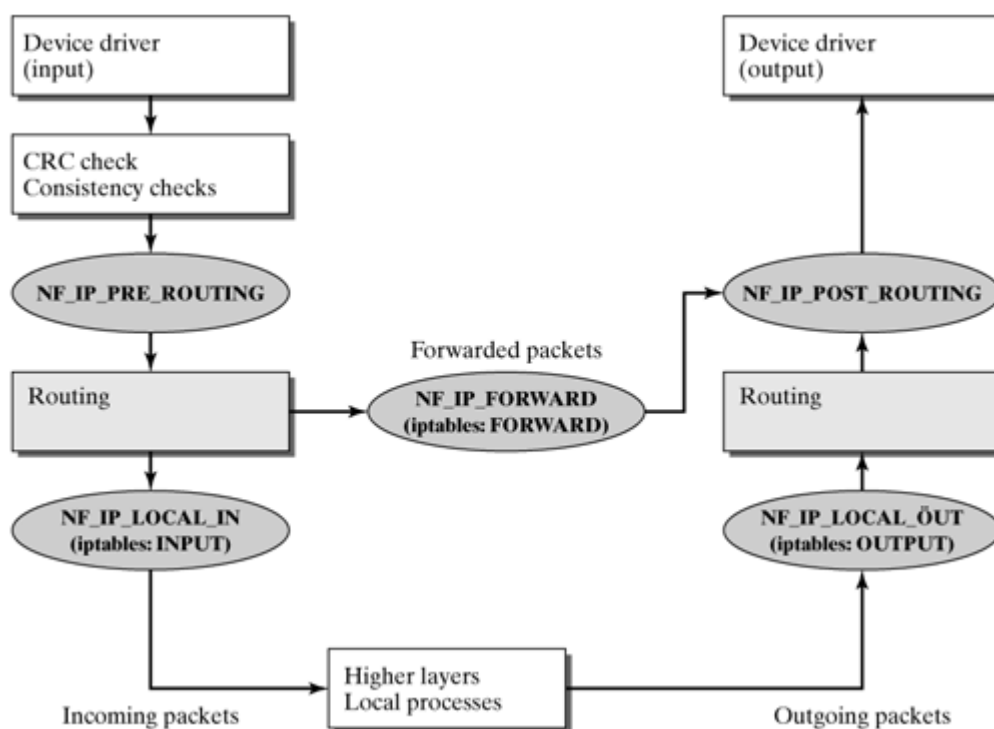 Device driver
(input)
Device driver
(output)
CRC check
Consistency checks
NF_IP_PRE_ROUTING
NF_IP_POST_ROUTING
Forwarded packets
Routing
NF_IP_FORWARD
(iptables: FORWARD)
Routing
NF_IP_LOCAL_IN
(iptables: INPUT)
NF_IP_LOCAL_ÖUT
(iptables: OUTPUT)
Higher layers
Local processes
Incoming packets
Outgoing packets